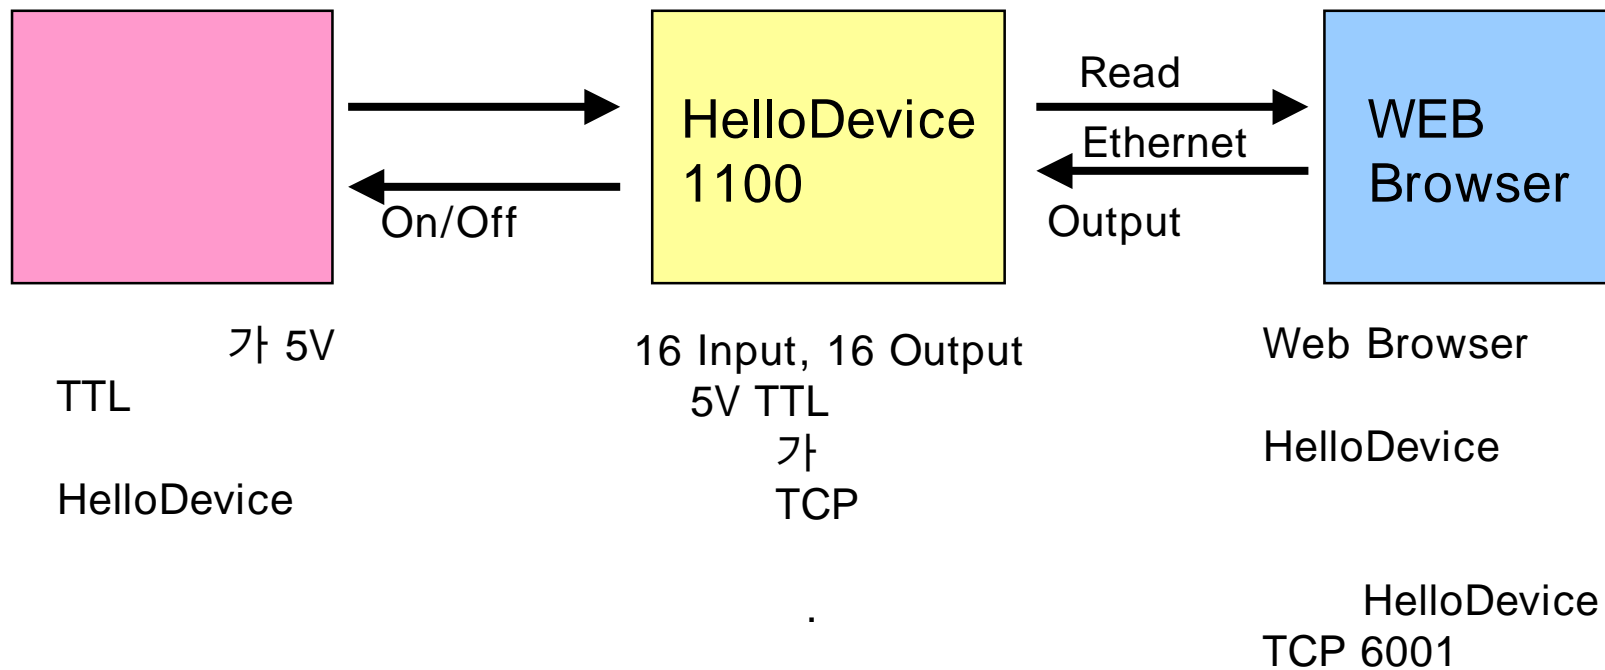 HelloDevice
1100
Read
Ethernet
Output
WEB
Browser
On/Off
가 5V
TTL
HelloDevice
16 Input, 16 Output
5V TTL
가
TCP
.
Web Browser
HelloDevice
HelloDevice
TCP 6001